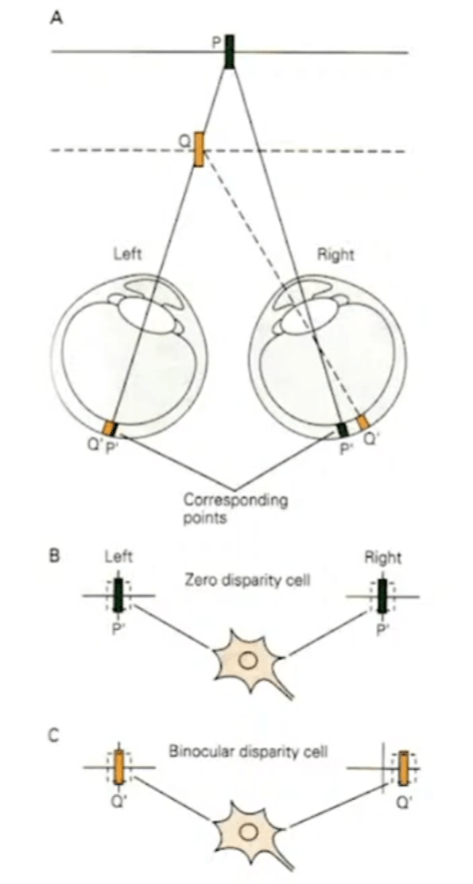 A
P
Q
Left Right
Q' P' P' Q'
Corresponding
points
B Left Right
Zero disparity cell
P' P'
C
Binocular disparity cell
Q' Q'